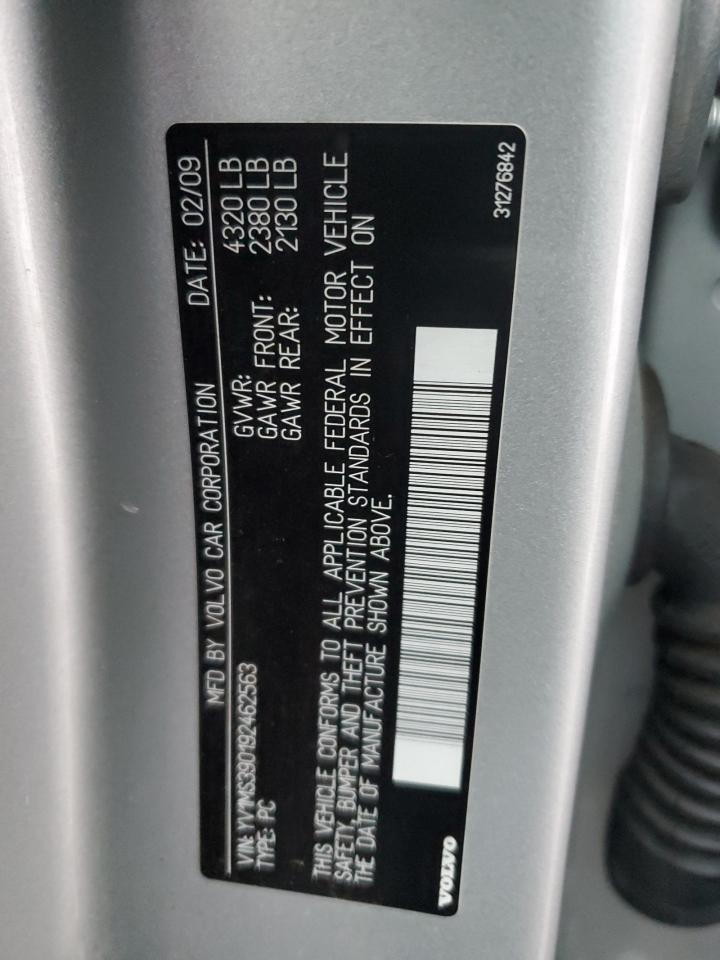 MFD BY VOLVO CAR CORPORATION DATE: 02/09
VIN: YV1MS390192462563
TYPE: PC
GVWR: 4320 LB
GAWR FRONT: 2380 LB
GAWR REAR: 2130 LB
THIS VEHICLE CONFORMS TO ALL APPLICABLE FEDERAL MOTOR VEHICLE
SAFETY, BUMPER AND THEFT PREVENTION STANDARDS IN EFFECT ON
THE DATE OF MANUFACTURE SHOWN ABOVE.
VOLVO
31276842